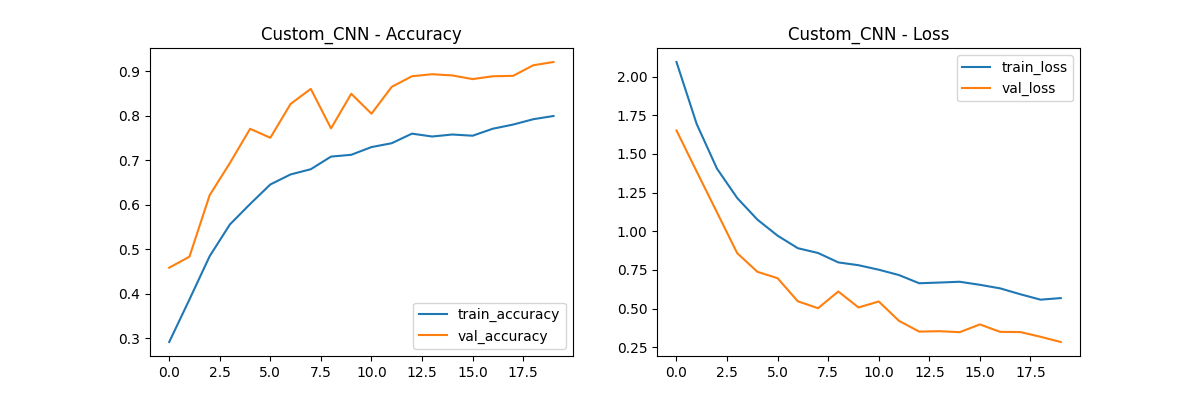 Custom_CNN - Accuracy
0.9
0.8
0.7
0.6
0.5
0.4
0.3
train_accuracy
val_accuracy
0.0 2.5 5.0 7.5 10.0 12.5 15.0 17.5
Custom_CNN - Loss
train_loss
val_loss
2.00
1.75
1.50
1.25
1.00
0.75
0.50
0.25
0.0 2.5 5.0 7.5 10.0 12.5 15.0 17.5